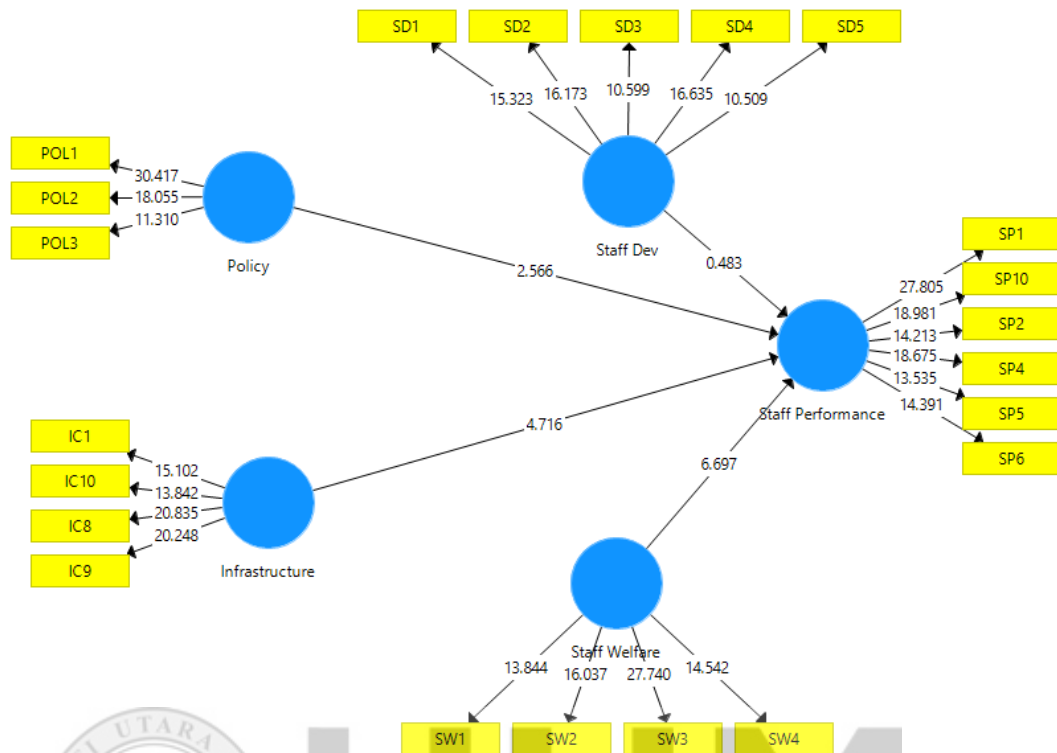 SD1 SD2 SD3 SD4 SD5
15.323 16.173 10.599 16.635 10.509
Staff Dev
POL1
POL2
POL3
30.417
18.055
11.310
Policy
2.566
0.483
4.716
6.697
SP1
SP10
SP2
SP4
SP5
SP6
27.805
18.981
14.213
18.675
13.535
14.391
Staff Performance
IC1
IC10
IC8
IC9
15.102
13.842
20.835
20.248
Infrastructure
Staff Welfare
13.844 16.037 27.740 14.542
SW1 SW2 SW3 SW4
UTARA